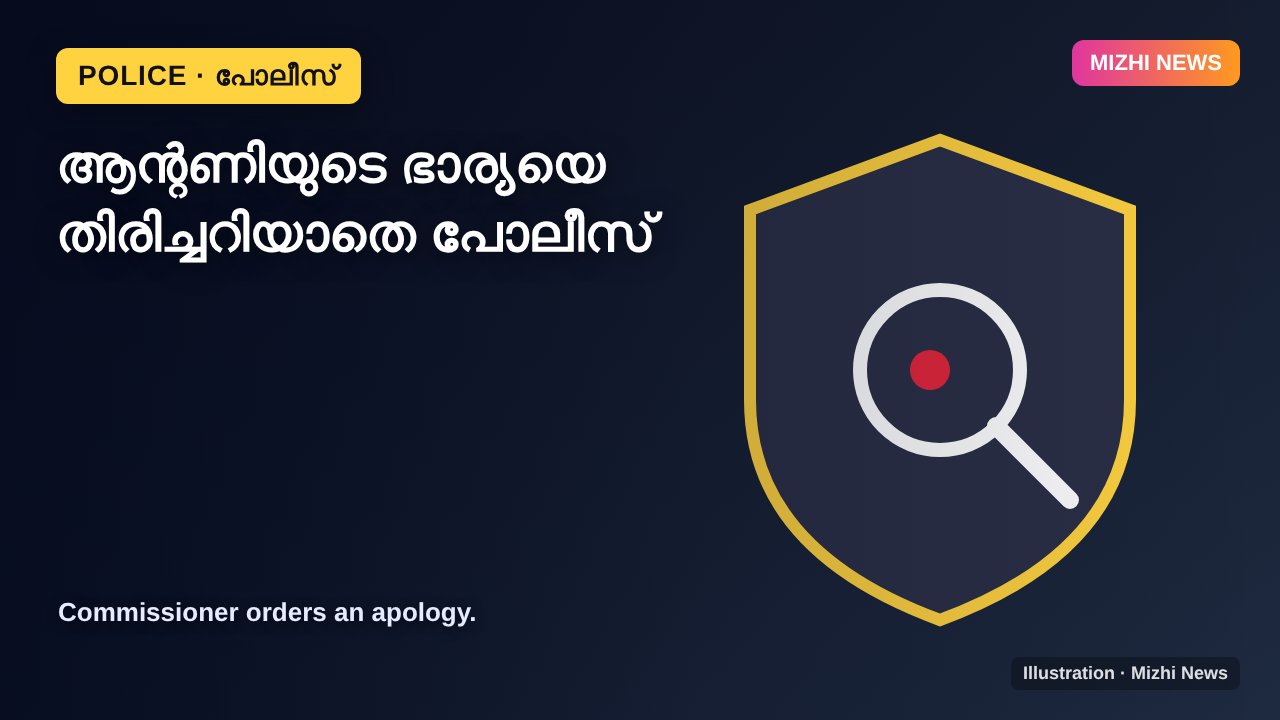 POLICE · പോലീസ്
MIZHI NEWS
ആന്റണിയുടെ ഭാര്യയെ
തിരിച്ചറിയാതെ പോലീസ്
Commissioner orders an apology.
Illustration · Mizhi News